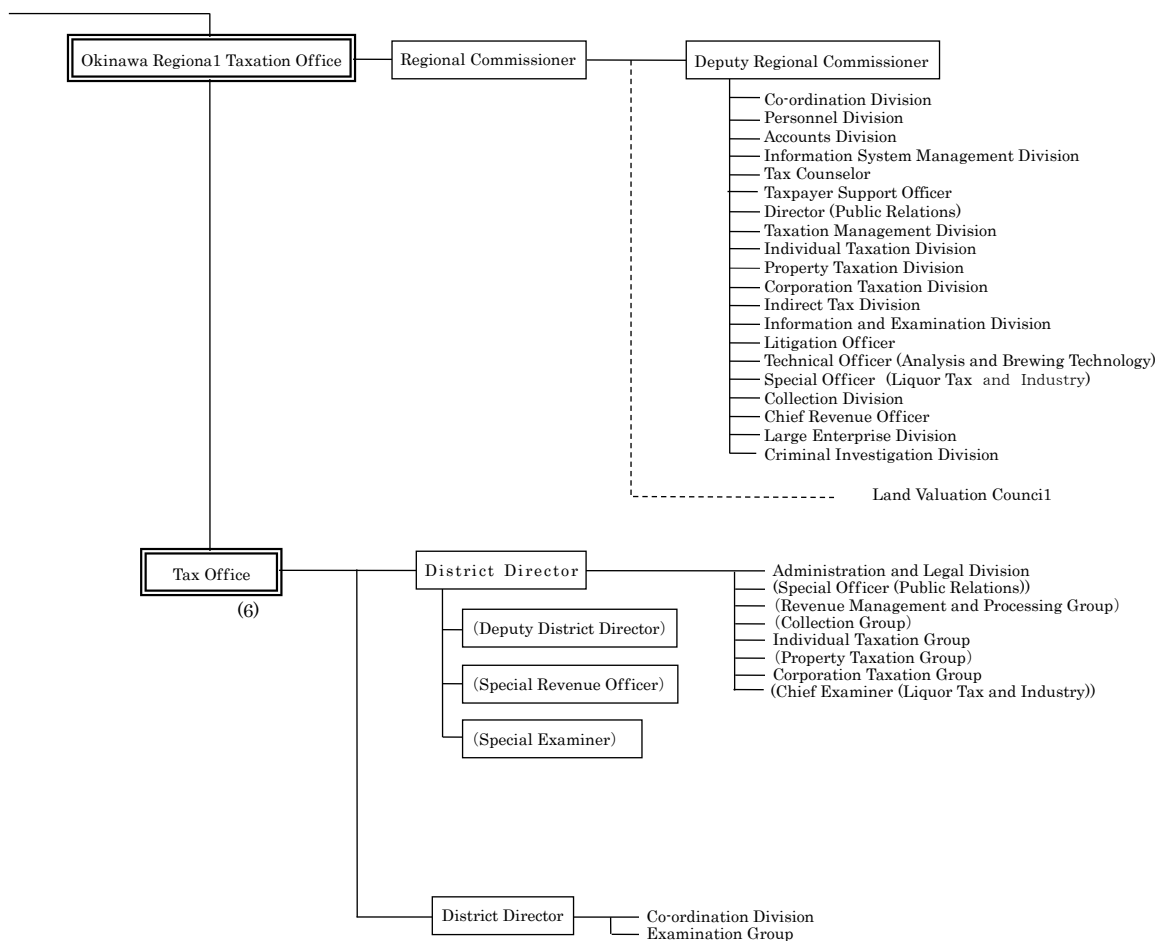 Okinawa Regiona1 Taxation Office
Regional Commissioner
Deputy Regional Commissioner
Co-ordination Division
Personnel Division
Accounts Division
Information System Management Division
Tax Counselor
Taxpayer Support Officer
Director (Public Relations)
Taxation Management Division
Individual Taxation Division
Property Taxation Division
Corporation Taxation Division
Indirect Tax Division
Information and Examination Division
Litigation Officer
Technical Officer (Analysis and Brewing Technology)
Special Officer (Liquor Tax and Industry)
Collection Division
Chief Revenue Officer
Large Enterprise Division
Criminal Investigation Division
Land Valuation Counci1
Tax Office
(6)
District Director
(Deputy District Director)
(Special Revenue Officer)
(Special Examiner)
Administration and Legal Division
(Special Officer (Public Relations))
(Revenue Management and Processing Group)
(Collection Group)
Individual Taxation Group
(Property Taxation Group)
Corporation Taxation Group
(Chief Examiner (Liquor Tax and Industry))
District Director
Co-ordination Division
Examination Group